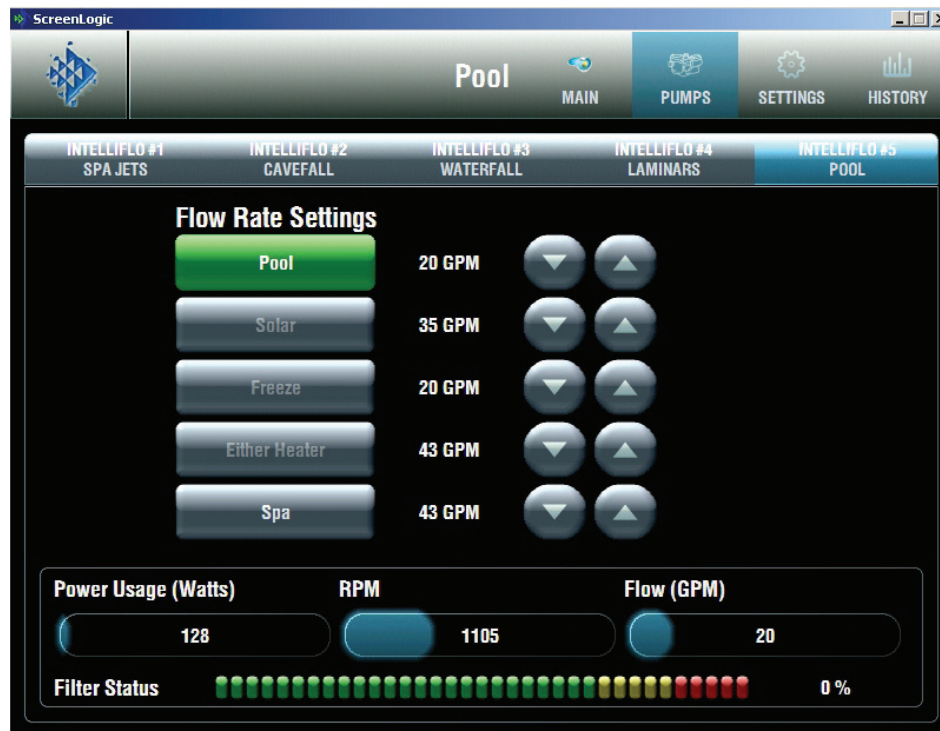 ScreenLogic
Pool
MAIN
PUMPS
SETTINGS
HISTORY
INTELLIFLO #1
SPA JETS
INTELLIFLO #2
CAVEFALL
INTELLIFLO #3
WATERFALL
INTELLIFLO #4
LAMINARS
INTELLIFLO #5
POOL
Flow Rate Settings
Pool 20 GPM
Solar 35 GPM
Freeze 20 GPM
Either Heater 43 GPM
Spa 43 GPM
Power Usage (Watts) RPM Flow (GPM)
128 1105 20
Filter Status 0 %